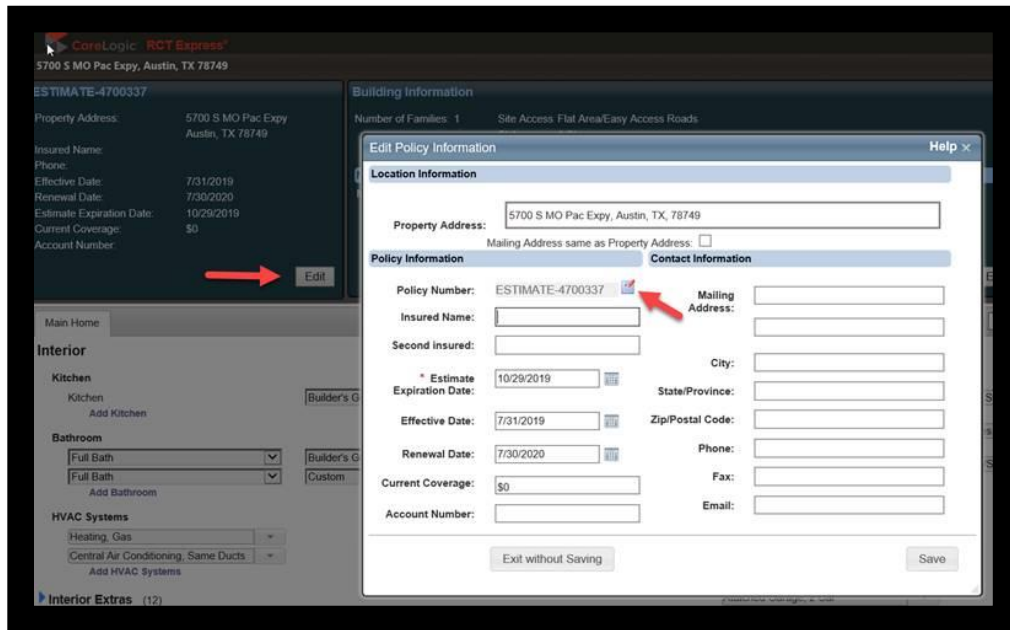 CoreLogic RCT Express®
5700 S MO Pac Expy, Austin, TX 78749
ESTIMATE-4700337
Property Address: 5700 S MO Pac Expy
Austin, TX 78749
Insured Name:
Phone:
Effective Date: 7/31/2019
Renewal Date: 7/30/2020
Estimate Expiration Date: 10/29/2019
Current Coverage: $0
Account Number:
Edit
Building Information
Number of Families: 1 Site Access: Flat Area/Easy Access Roads
Edit Policy Information
Help ×
Location Information
Property Address: 5700 S MO Pac Expy, Austin, TX, 78749
Mailing Address same as Property Address:
Policy Information
Policy Number: ESTIMATE-4700337
Insured Name:
Second insured:
* Estimate
Expiration Date: 10/29/2019
Effective Date: 7/31/2019
Renewal Date: 7/30/2020
Current Coverage: $0
Account Number:
Contact Information
Mailing
Address:
City:
State/Province:
Zip/Postal Code:
Phone:
Fax:
Email:
Exit without Saving
Save
Main Home
Interior
Kitchen
Kitchen Builder's G
Add Kitchen
Bathroom
Full Bath Builder's G
Full Bath Custom
Add Bathroom
HVAC Systems
Heating, Gas
Central Air Conditioning, Same Ducts
Add HVAC Systems
Interior Extras (12)